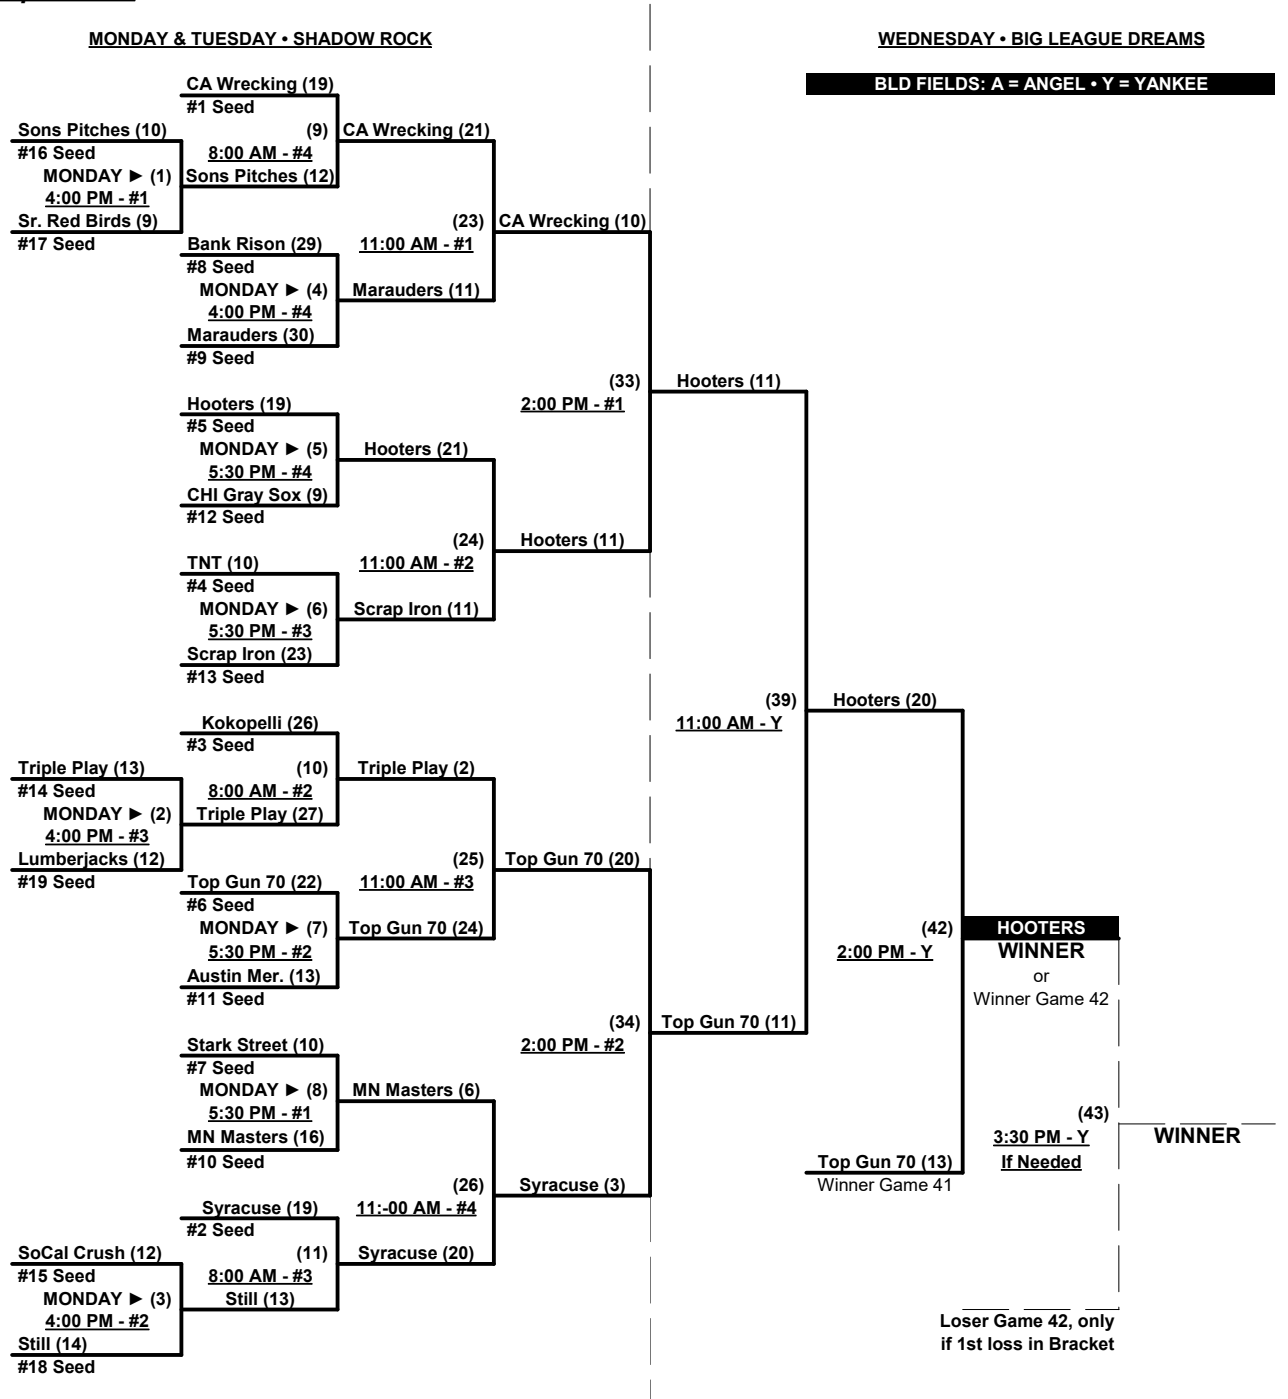 MONDAY & TUESDAY • SHADOW ROCK
WEDNESDAY • BIG LEAGUE DREAMS
BLD FIELDS: A = ANGEL • Y = YANKEE
CA Wrecking (19)
#1 Seed
Sons Pitches (10)
(9)
CA Wrecking (21)
#16 Seed
8:00 AM - #4
MONDAY ► (1)
Sons Pitches (12)
4:00 PM - #1
Sr. Red Birds (9)
(23)
CA Wrecking (10)
#17 Seed
Bank Rison (29)
11:00 AM - #1
#8 Seed
MONDAY ► (4)
Marauders (11)
4:00 PM - #4
Marauders (30)
#9 Seed
(33)
Hooters (11)
2:00 PM - #1
Hooters (19)
#5 Seed
MONDAY ► (5)
Hooters (21)
5:30 PM - #4
CHI Gray Sox (9)
#12 Seed
(24)
Hooters (11)
TNT (10)
11:00 AM - #2
#4 Seed
MONDAY ► (6)
Scrap Iron (11)
5:30 PM - #3
Scrap Iron (23)
#13 Seed
(39)
Hooters (20)
11:00 AM - Y
Kokopelli (26)
#3 Seed
Triple Play (13)
(10)
Triple Play (2)
#14 Seed
8:00 AM - #2
MONDAY ► (2)
Triple Play (27)
4:00 PM - #3
Lumberjacks (12)
(25)
Top Gun 70 (20)
#19 Seed
Top Gun 70 (22)
11:00 AM - #3
#6 Seed
MONDAY ► (7)
Top Gun 70 (24)
5:30 PM - #2
Austin Mer. (13)
#11 Seed
(42)
HOOTERS
2:00 PM - Y
WINNER
or
Winner Game 42
(34)
Top Gun 70 (11)
2:00 PM - #2
Stark Street (10)
#7 Seed
MONDAY ► (8)
MN Masters (6)
5:30 PM - #1
MN Masters (16)
#10 Seed
(43)
3:30 PM - Y
WINNER
If Needed
Top Gun 70 (13)
Winner Game 41
(26)
Syracuse (3)
Syracuse (19)
11:-00 AM - #4
#2 Seed
SoCal Crush (12)
(11)
Syracuse (20)
#15 Seed
8:00 AM - #3
MONDAY ► (3)
Still (13)
4:00 PM - #2
Still (14)
#18 Seed
Loser Game 42, only
if 1st loss in Bracket